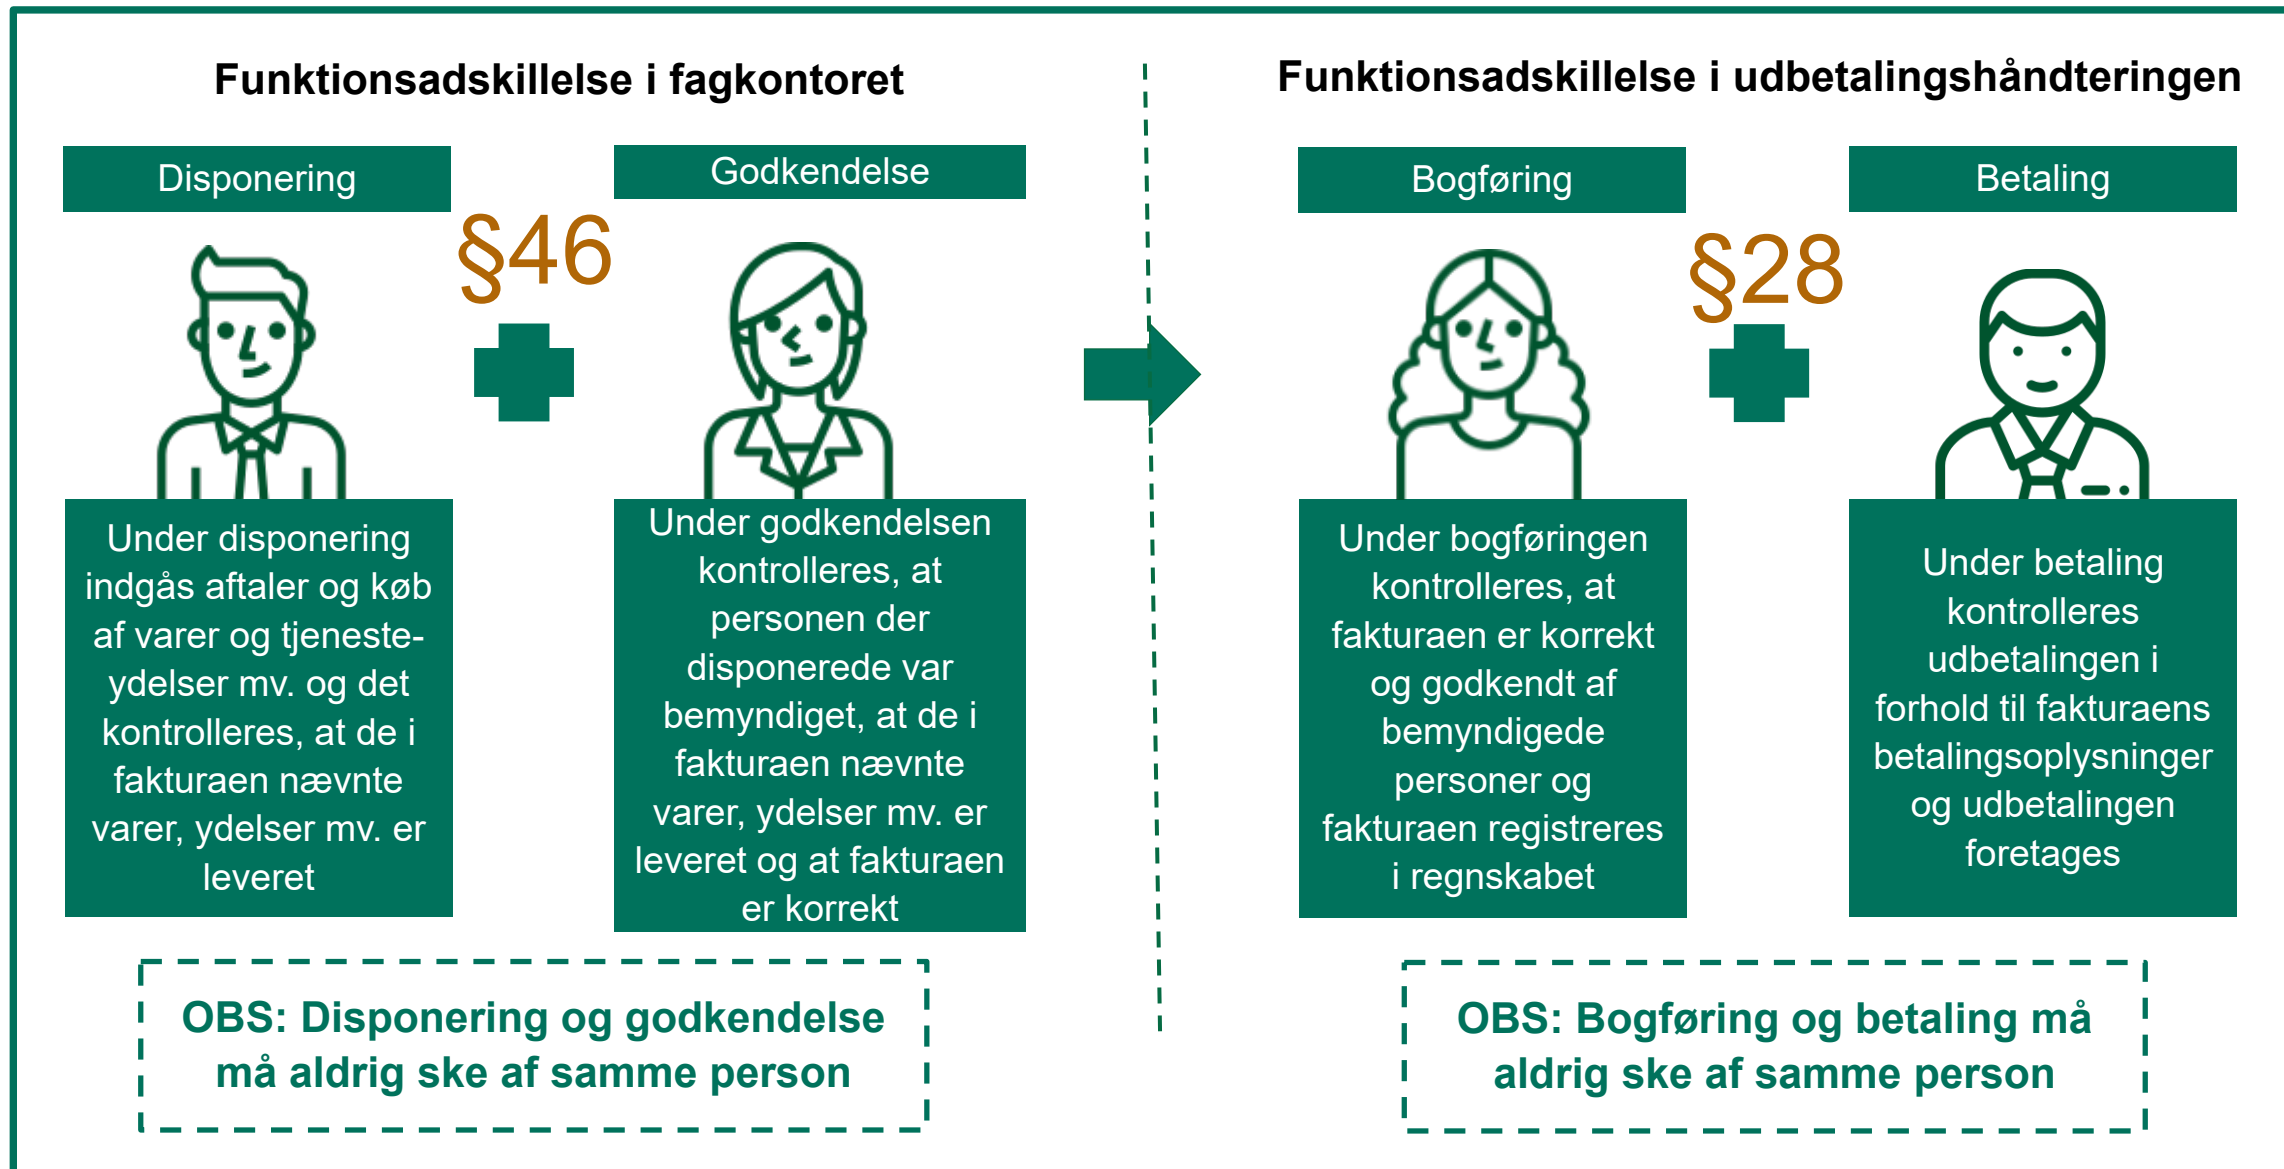 Funktionsadskillelse i fagkontoret
Disponering
§46
Godkendelse
Under disponering
indgås aftaler og køb
af varer og tjeneste-
ydelser mv. og det
kontrolleres, at de i
fakturaen nævnte
varer, ydelser mv. er
leveret
Under godkendelsen
kontrolleres, at
personen der
disponerede var
bemyndiget, at de i
fakturaen nævnte
varer, ydelser mv. er
leveret og at fakturaen
er korrekt
OBS: Disponering og godkendelse
må aldrig ske af samme person
Funktionsadskillelse i udbetalingshåndteringen
Bogføring
§28
Betaling
Under bogføringen
kontrolleres, at
fakturaen er korrekt
og godkendt af
bemyndigede
personer og
fakturaen registreres
i regnskabet
Under betaling
kontrolleres
udbetalingen i
forhold til fakturaens
betalingsoplysninger
og udbetalingen
foretages
OBS: Bogføring og betaling må
aldrig ske af samme person